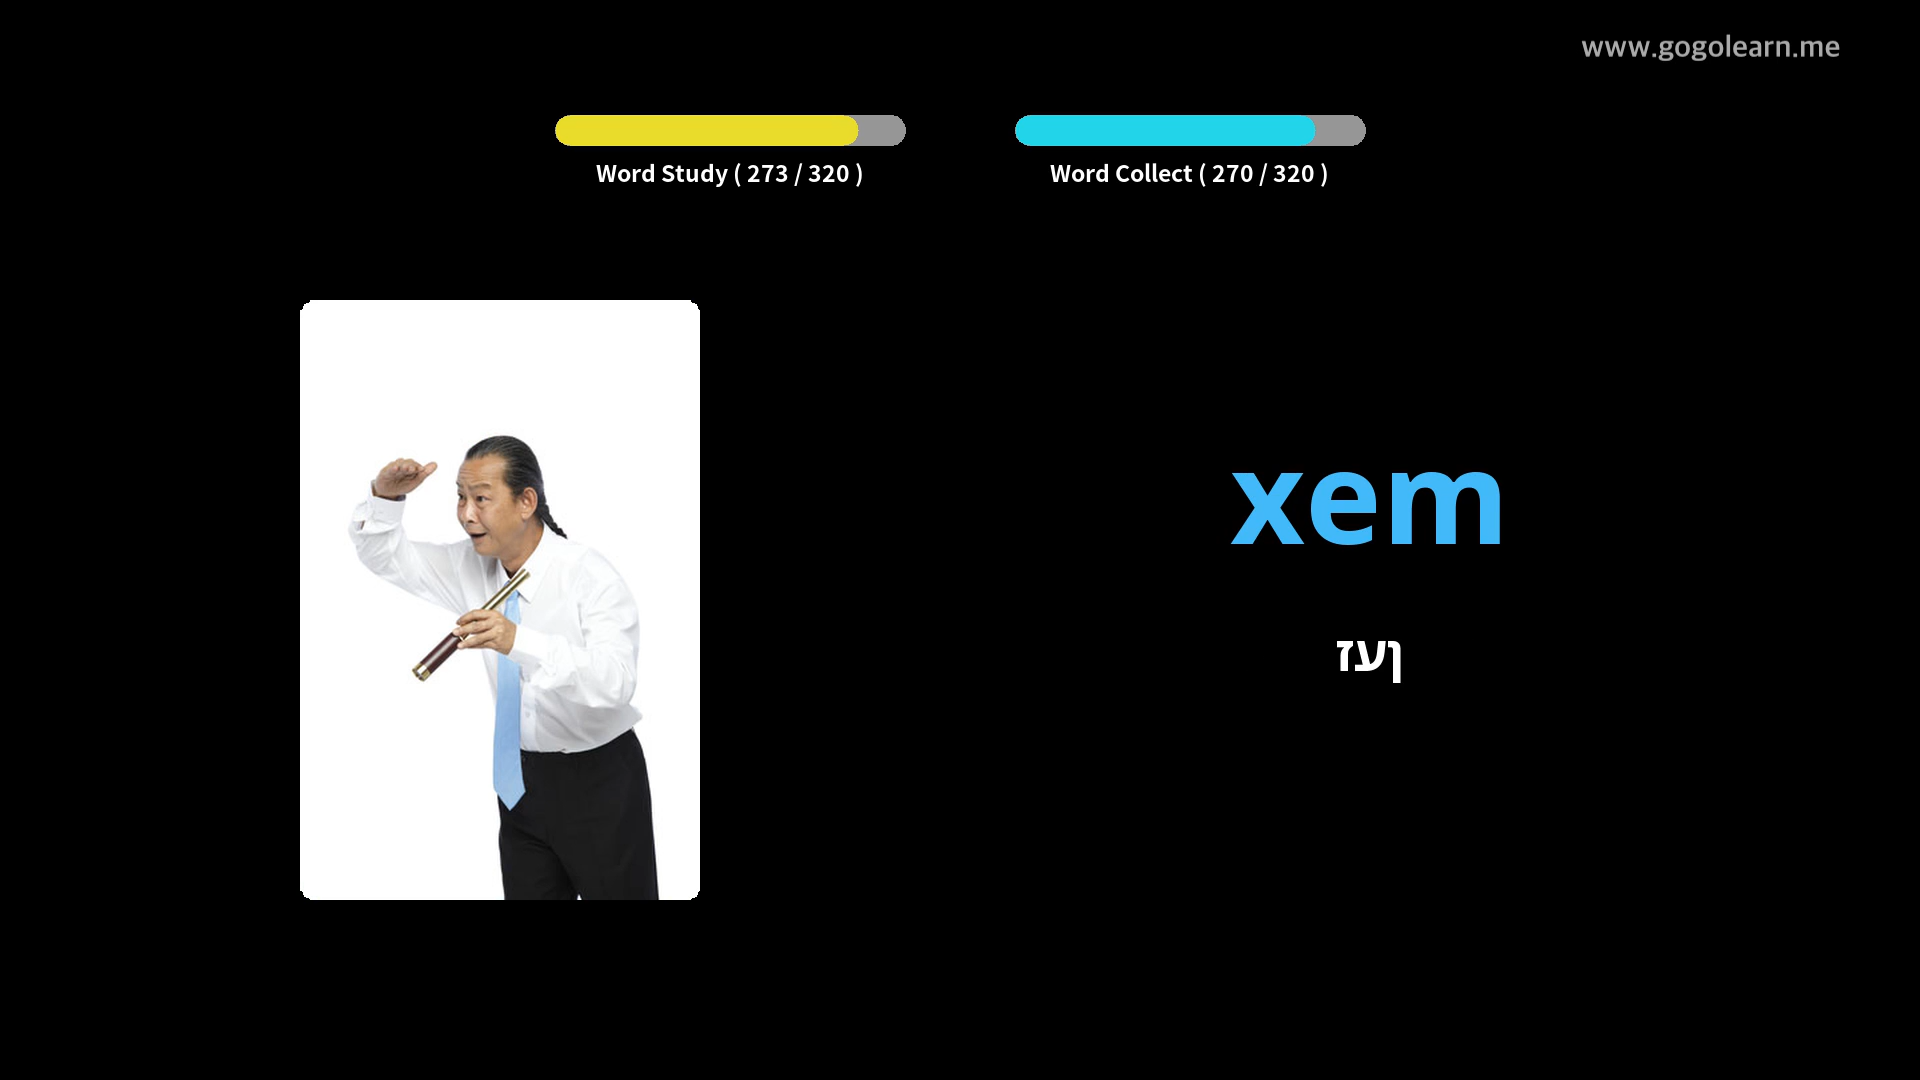 www.gogolearn.me
Word Study ( 273 / 320 )
Word Collect ( 270 / 320 )
xem
זען